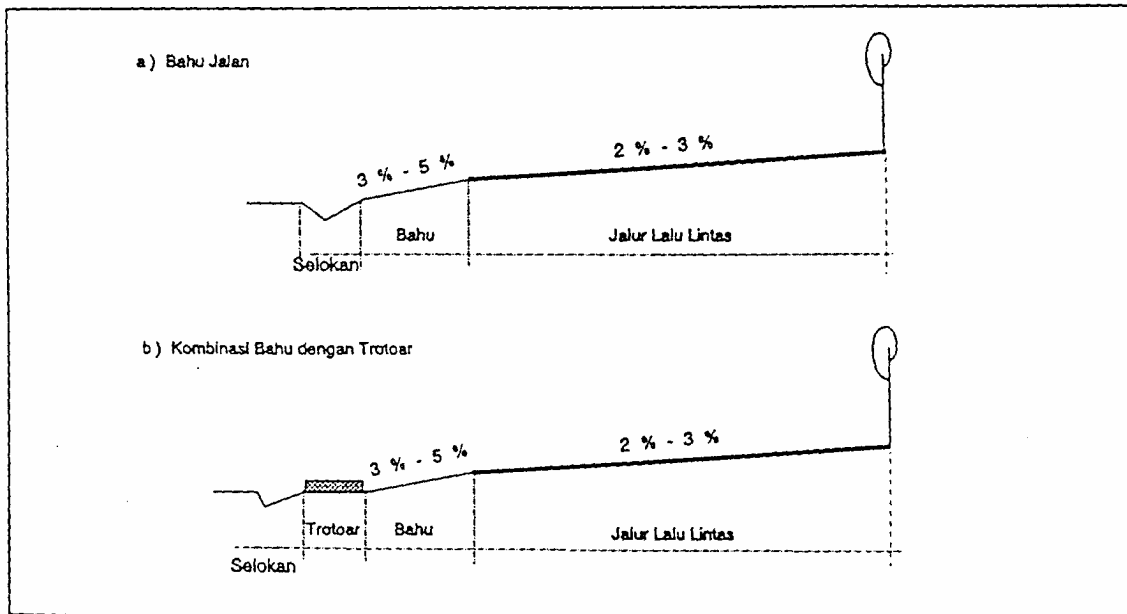 a ) Bahu Jalan
3 % - 5 %
2 % - 3 %
Bahu
Jalur Lalu Lintas
Selokan
b ) Kombinasi Bahu dengan Trotoar
3 % - 5 %
2 % - 3 %
Trotoar
Bahu
Jalur Lalu Lintas
Selokan